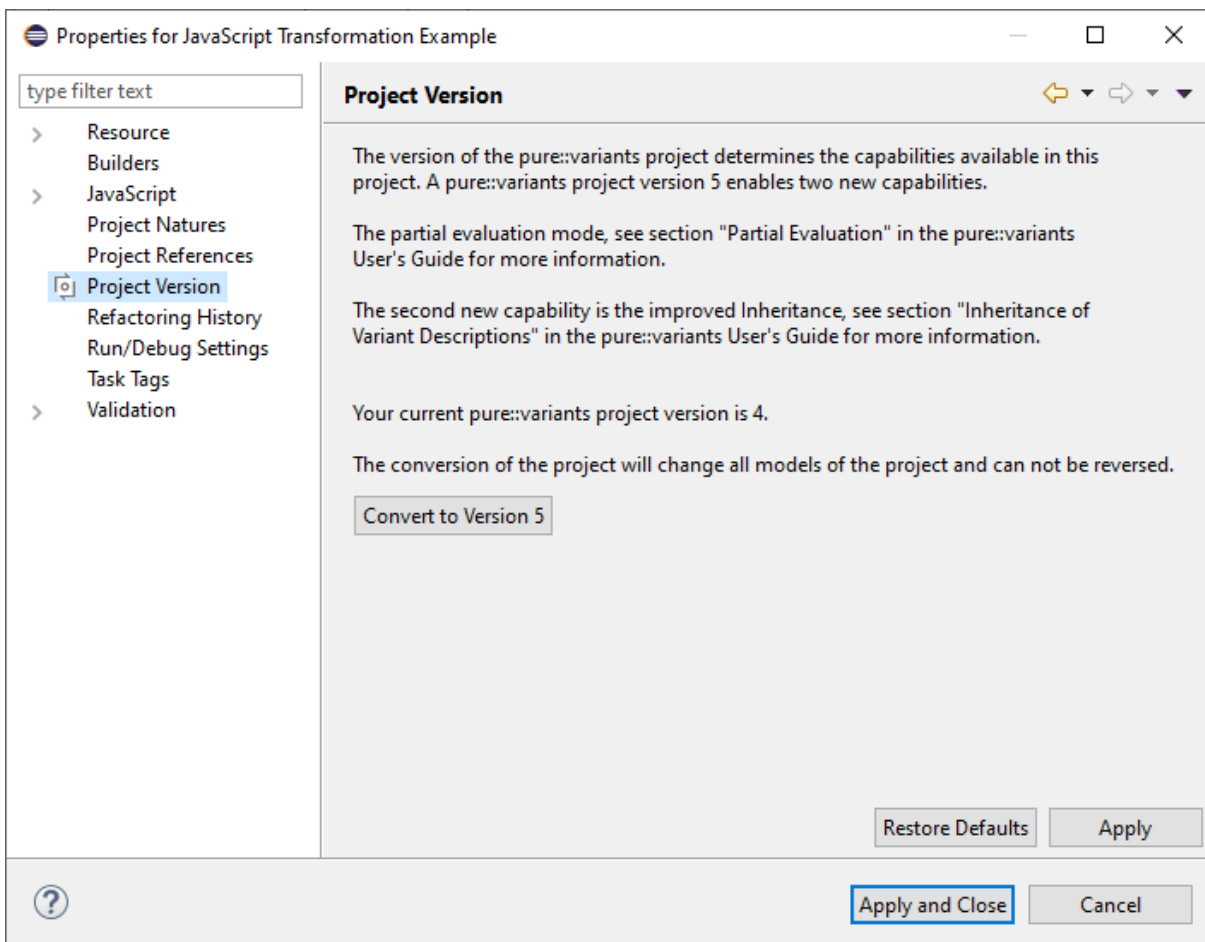 Properties for JavaScript Transformation Example
type filter text
Resource
Builders
JavaScript
Project Natures
Project References
Project Version
Refactoring History
Run/Debug Settings
Task Tags
Validation
Project Version
The version of the pure::variants project determines the capabilities available in this
project. A pure::variants project version 5 enables two new capabilities.
The partial evaluation mode, see section "Partial Evaluation" in the pure::variants
User's Guide for more information.
The second new capability is the improved Inheritance, see section "Inheritance of
Variant Descriptions" in the pure::variants User's Guide for more information.
Your current pure::variants project version is 4.
The conversion of the project will change all models of the project and can not be reversed.
Convert to Version 5
Restore Defaults
Apply
?
Apply and Close
Cancel